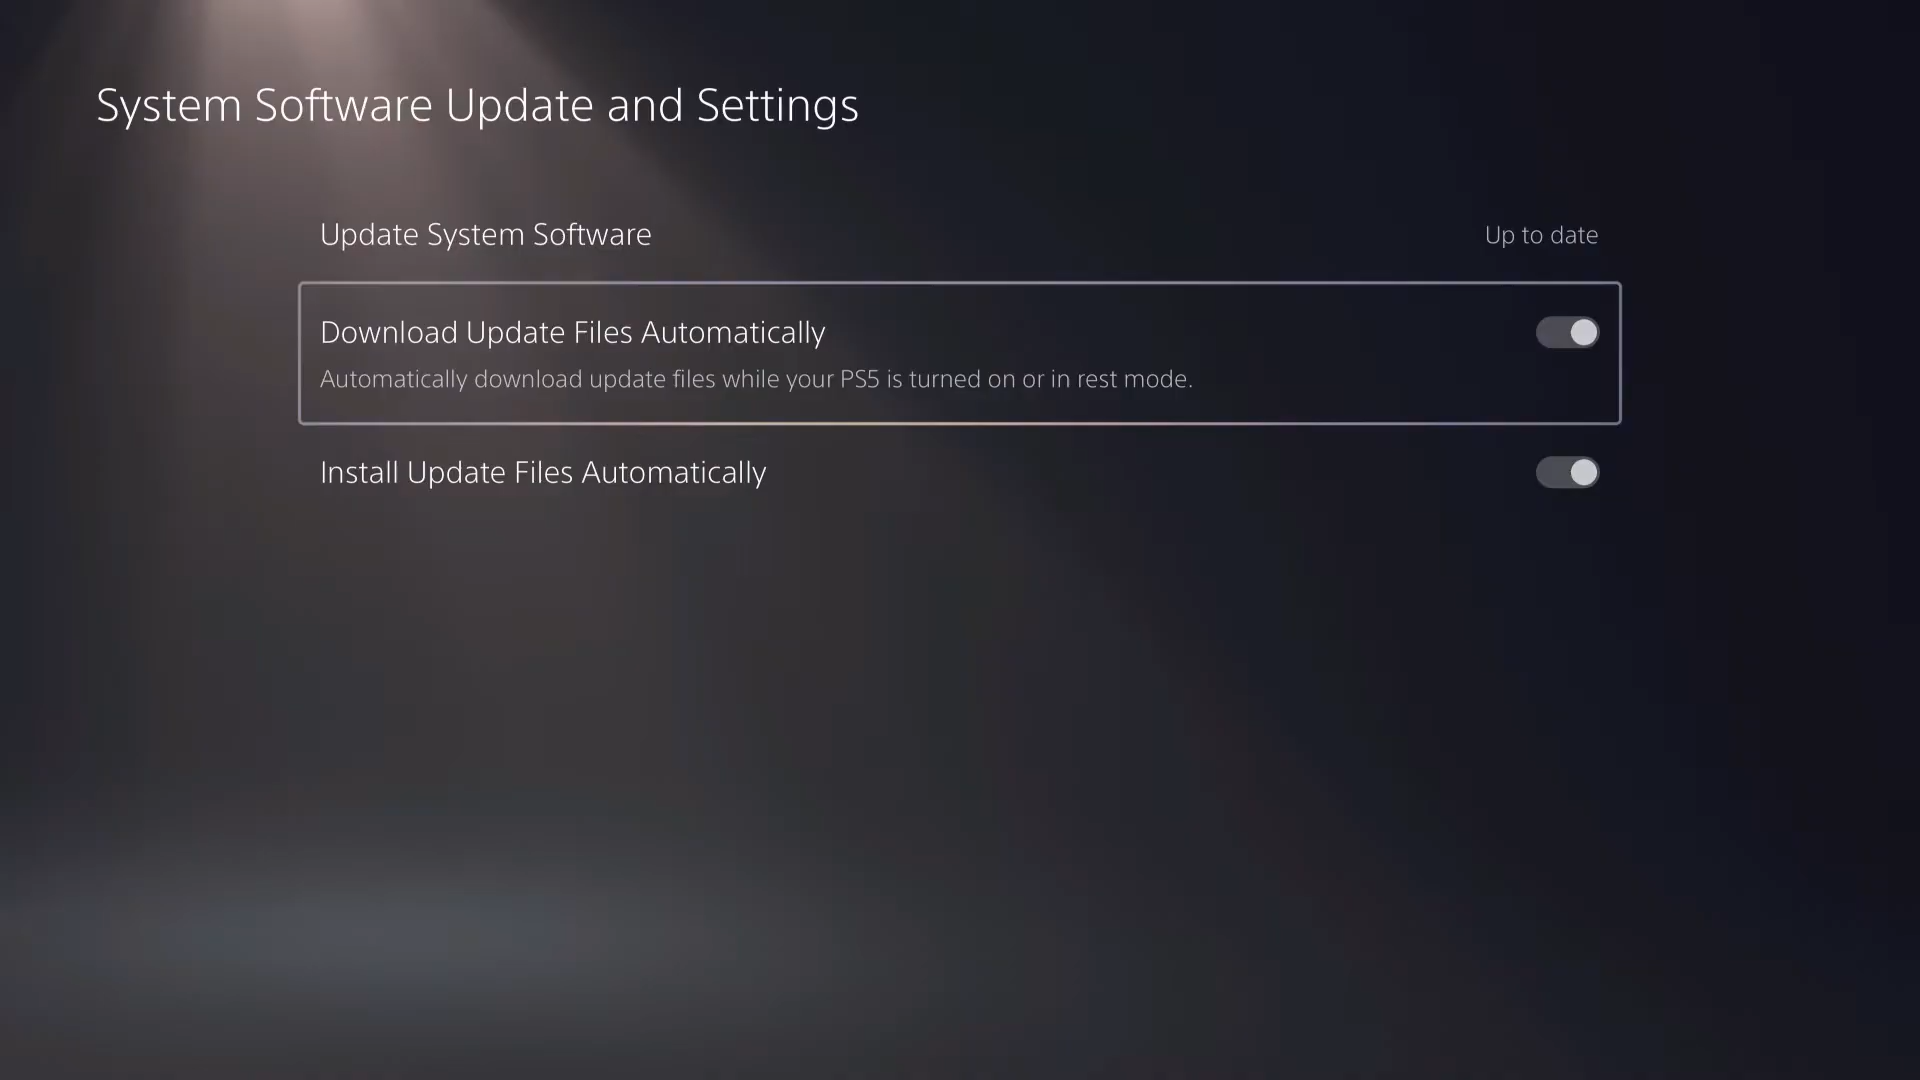 System Software Update and Settings
Update System Software
Up to date
Download Update Files Automatically
Automatically download update files while your PS5 is turned on or in rest mode.
Install Update Files Automatically